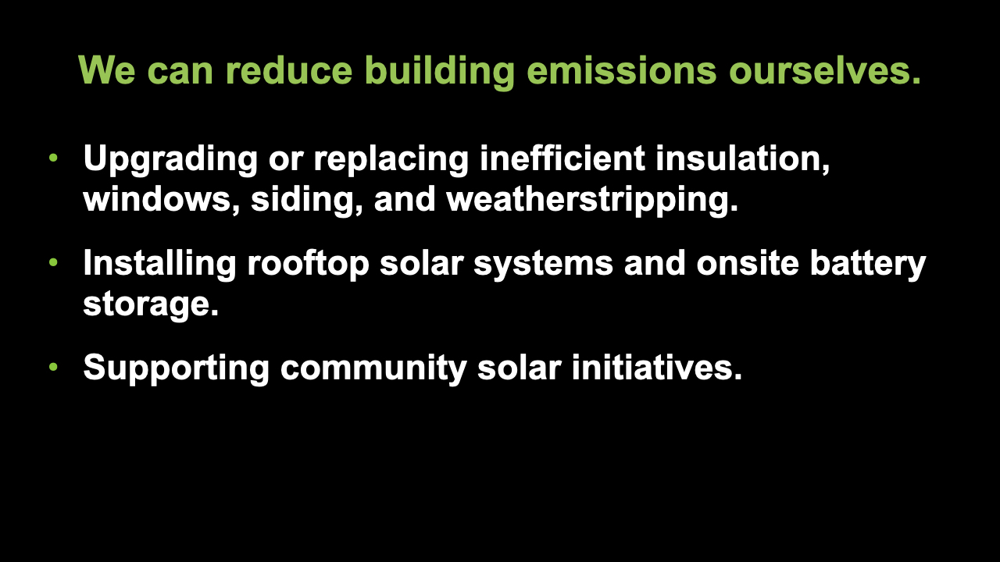 We can reduce building emissions ourselves.
• Upgrading or replacing inefficient insulation,
windows, siding, and weatherstripping.
• Installing rooftop solar systems and onsite battery
storage.
• Supporting community solar initiatives.